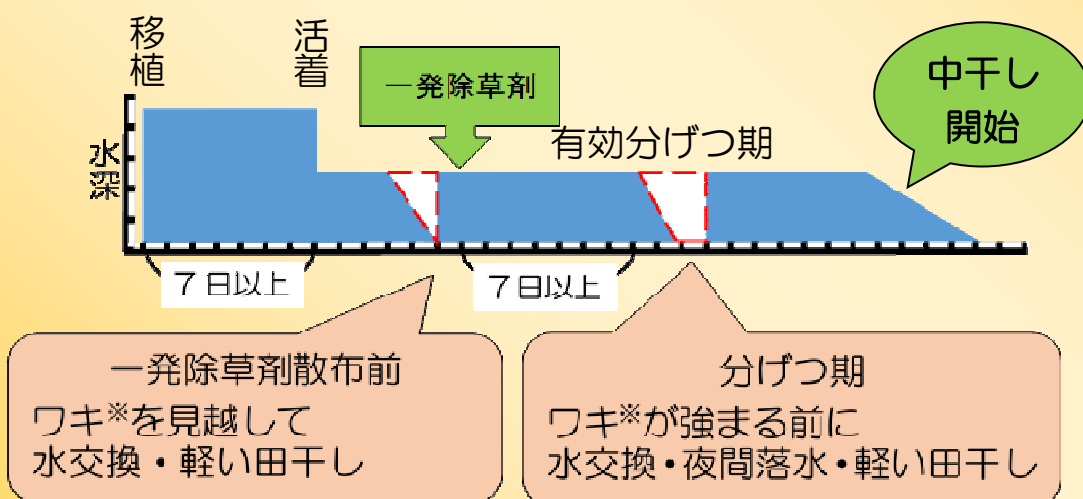 移植
活着
一発除草剤
有効分げつ期
中干し
開始
水深
7日以上
7日以上
一発除草剤散布前
ワキ※を見越して
水交換・軽い田干し
分げつ期
ワキ※が強まる前に
水交換・夜間落水・軽い田干し